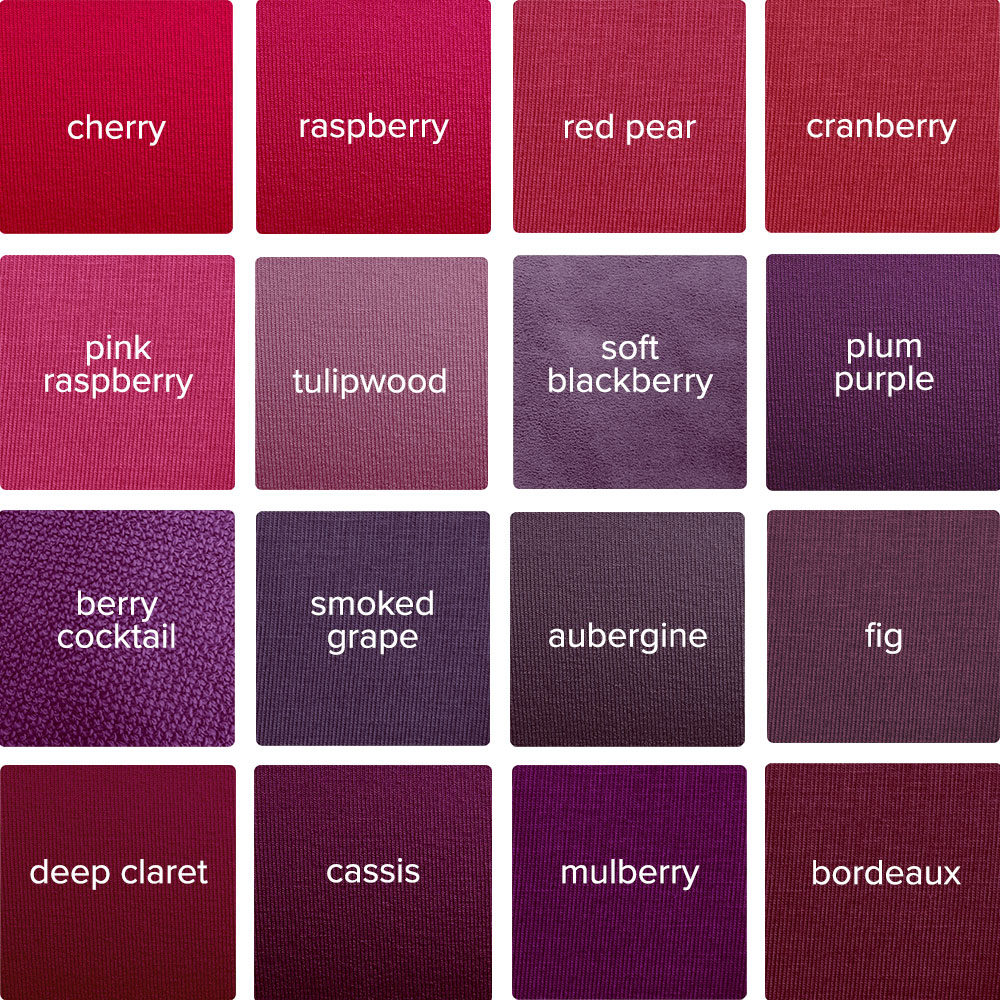 cherry
raspberry
red pear
cranberry
pink
raspberry
tulipwood
soft
blackberry
plum
purple
berry
cocktail
smoked
grape
aubergine
fig
deep claret
cassis
mulberry
bordeaux